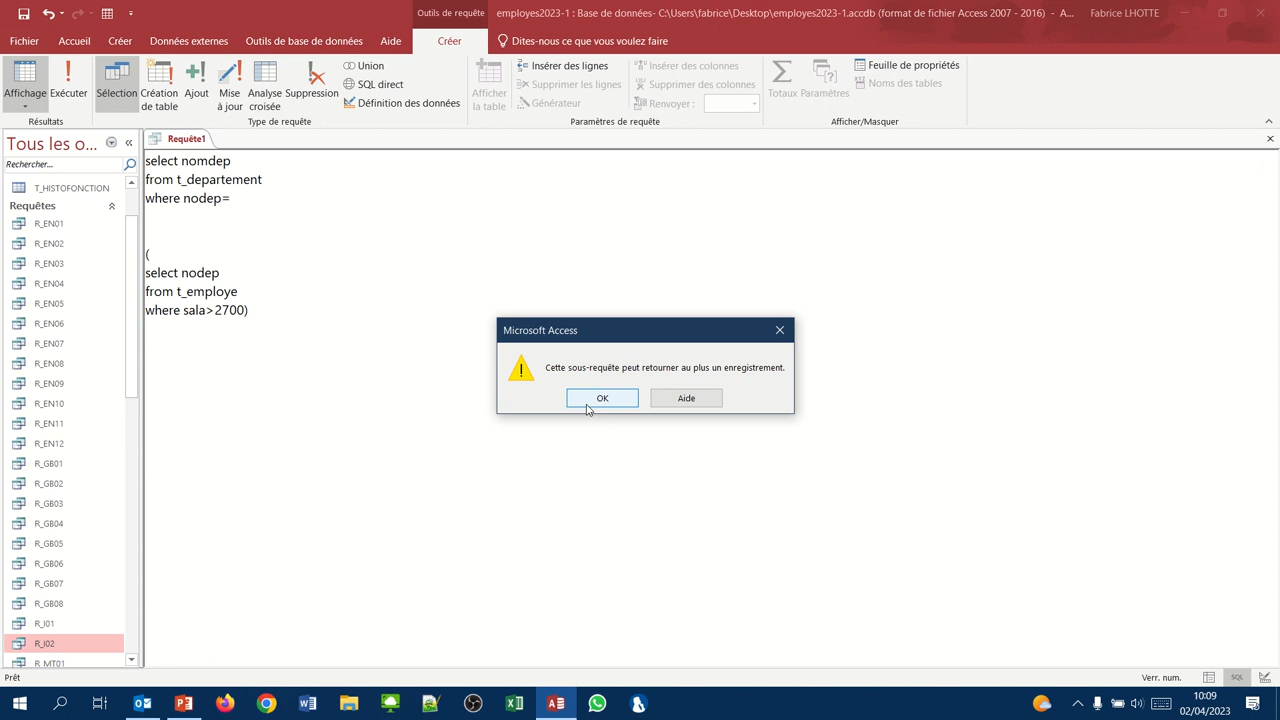 Outils de requête
employes2023-1 : Base de données- C:\Users\fabrice\Desktop\employes2023-1.accdb (format de fichier Access 2007 - 2016) - A...
Fabrice LHOTTE
Fichier Accueil Créer Données externes Outils de base de données Aide Créer Dites-nous ce que vous voulez faire
Affichage
Exécuter
Résultats
Sélection
Création de table
Ajout
Mise à jour
Analyse croisée
Suppression
Union
SQL direct
Définition des données
Type de requête
Afficher la table
Insérer des lignes
Supprimer les lignes
Générateur
Insérer des colonnes
Supprimer des colonnes
Renvoyer :
Paramètres de requête
Totaux
Paramètres
Feuille de propriétés
Noms des tables
Afficher/Masquer
Tous les o...
Rechercher...
T_HISTOFONCTION
Requêtes
R_EN01
R_EN02
R_EN03
R_EN04
R_EN05
R_EN06
R_EN07
R_EN08
R_EN09
R_EN10
R_EN11
R_EN12
R_GB01
R_GB02
R_GB03
R_GB04
R_GB05
R_GB06
R_GB07
R_GB08
R_I01
R_I02
R_MT01
Requête1
select nomdep
from t_departement
where nodep=
(
select nodep
from t_employe
where sala>2700)
Microsoft Access
Cette sous-requête peut retourner au plus un enregistrement.
OK
Aide
Prêt
Verr. num.
SQL
10:09
02/04/2023